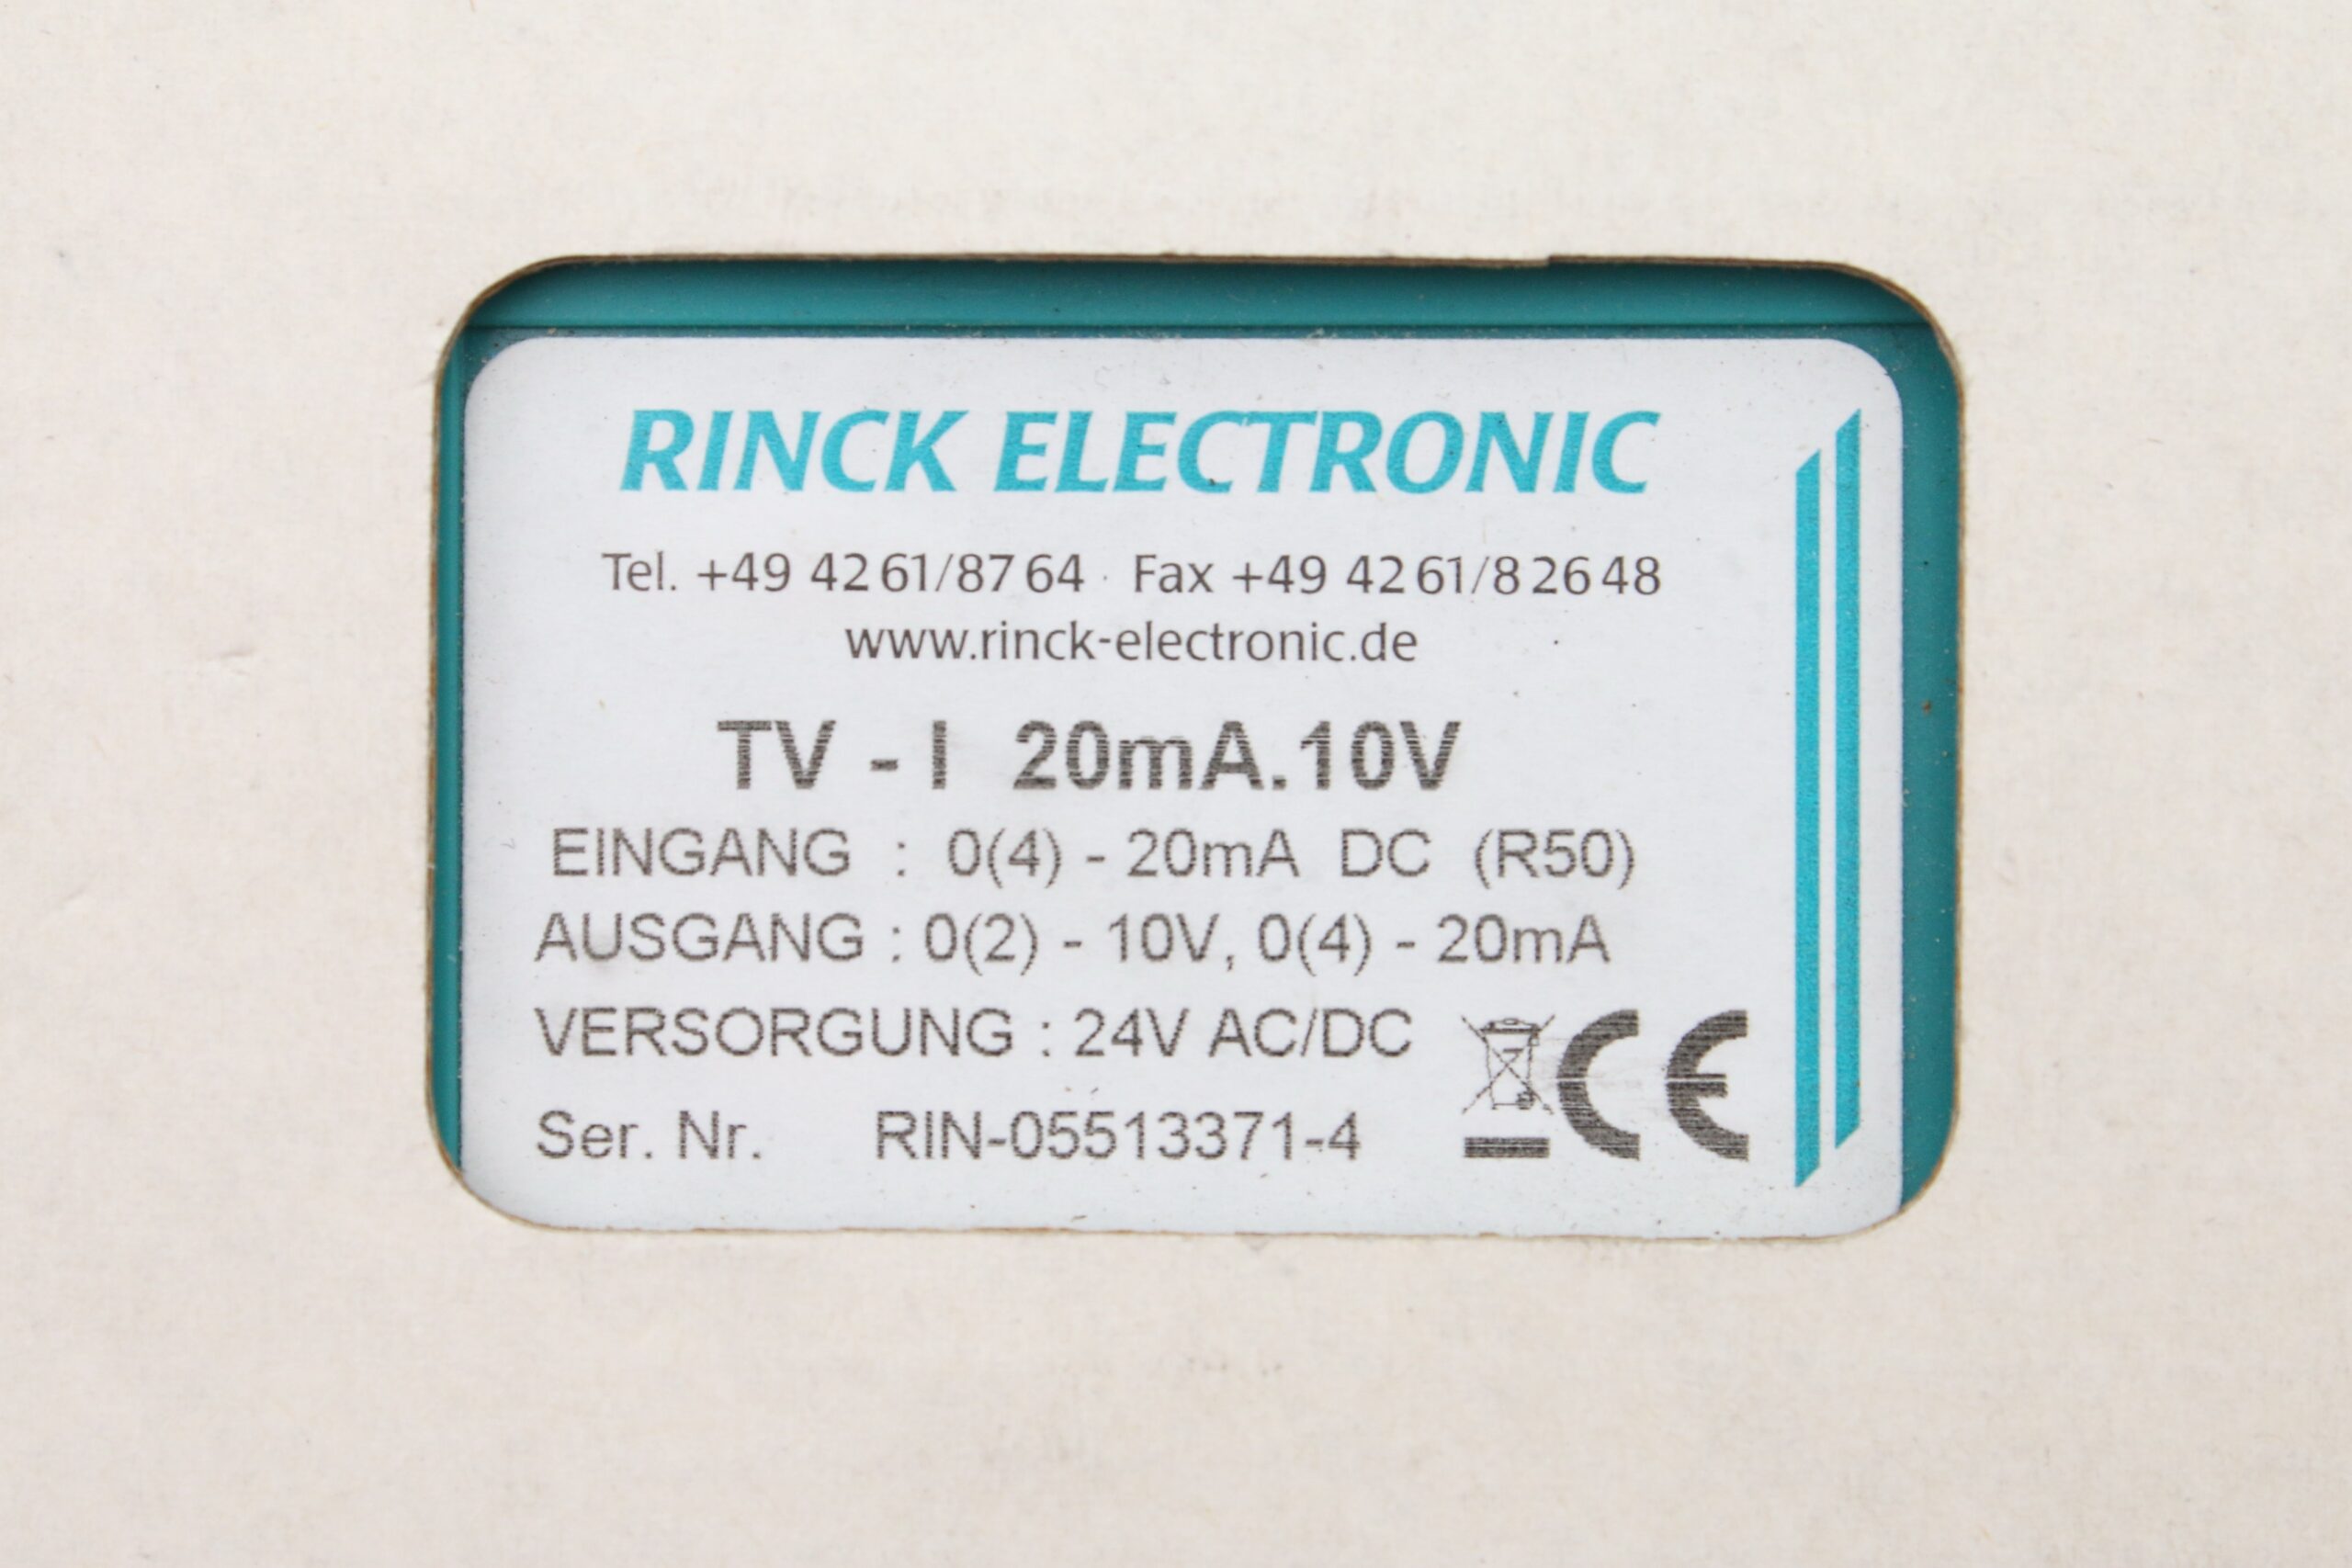 RINCK ELECTRONIC
Tel. +49 4261/8764 · Fax +49 4261/82648
www.rinck-electronic.de
TV - I 20mA.10V
EINGANG : 0(4) - 20mA DC (R50)
AUSGANG : 0(2) - 10V, 0(4) - 20mA
VERSORGUNG : 24V AC/DC
Ser. Nr. RIN-05513371-4
CE